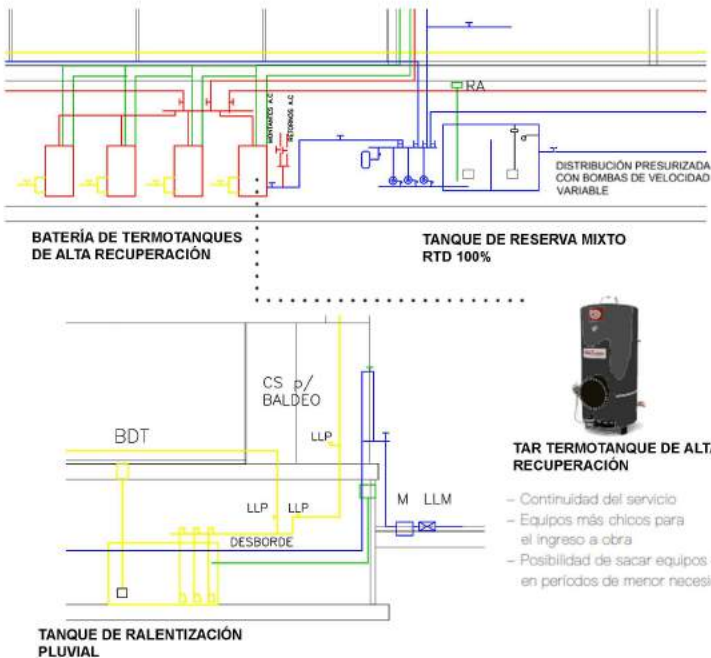 RA
MONTANTES A.C
RETORNOS A.C
DISTRIBUCIÓN PRESURIZADA
CON BOMBAS DE VELOCIDAD
VARIABLE
BATERÍA DE TERMOTANQUES
DE ALTA RECUPERACIÓN
TANQUE DE RESERVA MIXTO
RTD 100%
CS p/
BALDEO
BDT
LLP
LLP LLP
DESBORDE
M LLM
TAR TERMOTANQUE DE ALTA
RECUPERACIÓN
– Continuidad del servicio
– Equipos más chicos para
el ingreso a obra
– Posibilidad de sacar equipos
en períodos de menor necesi
TANQUE DE RALENTIZACIÓN
PLUVIAL